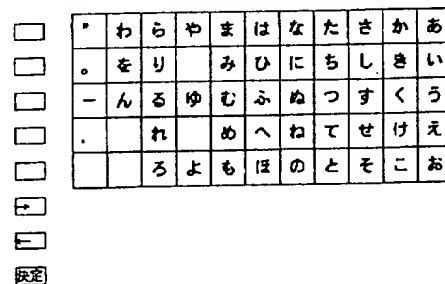 ゛ わ ら や ま は な た さ か あ
゜ を り み ひ に ち し き い
ー ん る ゆ む ふ ぬ つ す く う
. れ め へ ね て せ け え
ろ よ も ほ の と そ こ お
→
←
決定